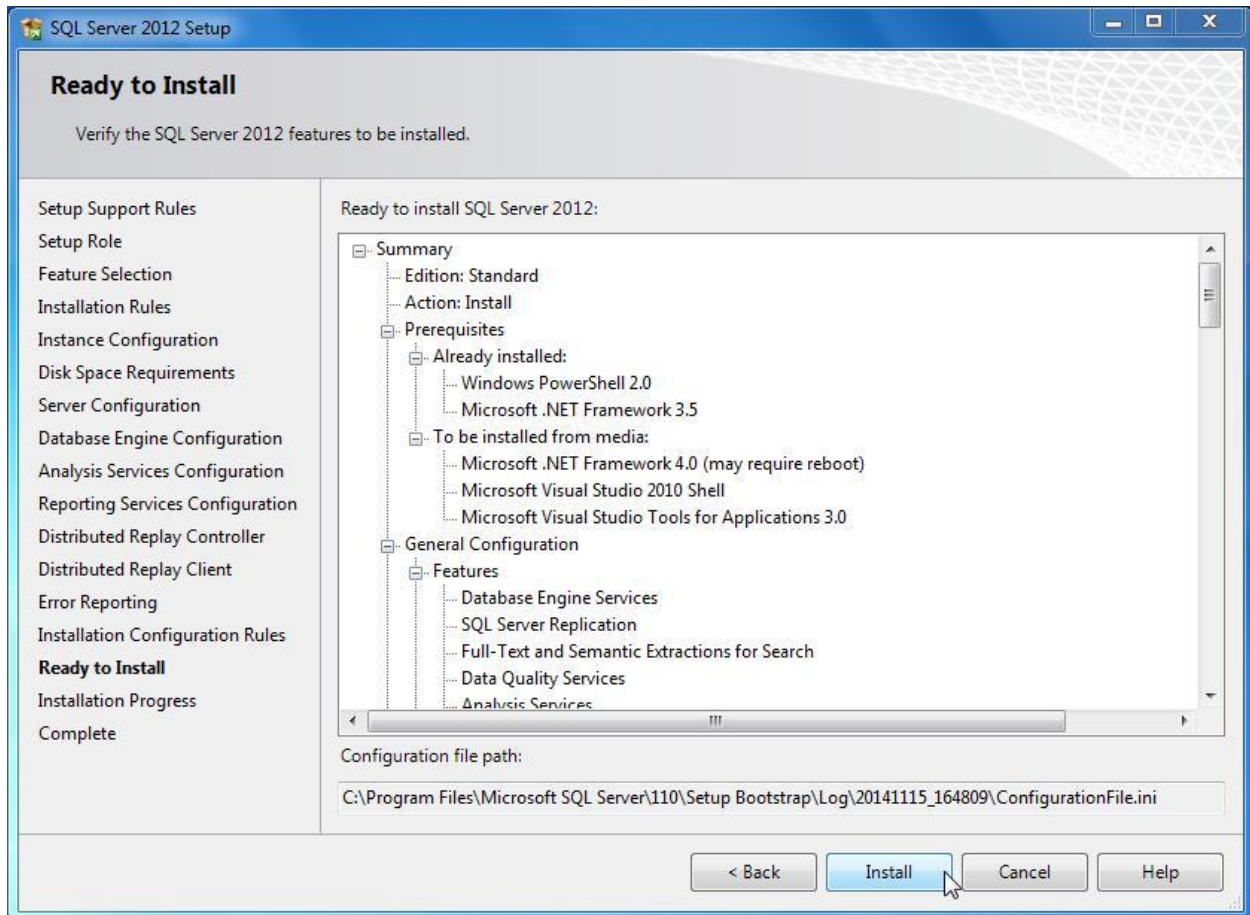 SQL Server 2012 Setup
Ready to Install
Verify the SQL Server 2012 features to be installed.
Setup Support Rules
Setup Role
Feature Selection
Installation Rules
Instance Configuration
Disk Space Requirements
Server Configuration
Database Engine Configuration
Analysis Services Configuration
Reporting Services Configuration
Distributed Replay Controller
Distributed Replay Client
Error Reporting
Installation Configuration Rules
Ready to Install
Installation Progress
Complete
Ready to install SQL Server 2012:
Summary
Edition: Standard
Action: Install
Prerequisites
Already installed:
Windows PowerShell 2.0
Microsoft .NET Framework 3.5
To be installed from media:
Microsoft .NET Framework 4.0 (may require reboot)
Microsoft Visual Studio 2010 Shell
Microsoft Visual Studio Tools for Applications 3.0
General Configuration
Features
Database Engine Services
SQL Server Replication
Full-Text and Semantic Extractions for Search
Data Quality Services
Analysis Services
Configuration file path:
C:\Program Files\Microsoft SQL Server\110\Setup Bootstrap\Log\20141115_164809\ConfigurationFile.ini
< Back Install Cancel Help